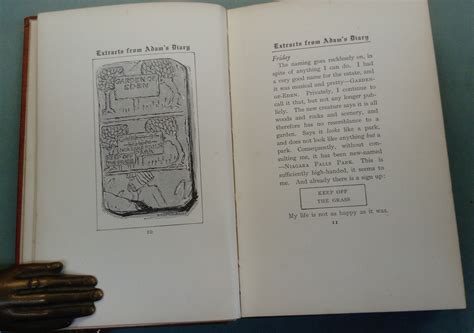 Extracts from Adam's Diary
GARDEN OF
EDEN
Extracts from Adam's Diary
Friday
The naming goes recklessly on, in
spite of anything I can do. I had
a very good name for the estate, and
it was musical and pretty—GARDEN-
OF-EDEN. Privately, I continue to
call it that, but not any longer pub-
licly. The new creature says it is all
woods and rocks and scenery, and
therefore has no resemblance to a
garden. Says it looks like a park,
and does not look like anything but a
park. Consequently, without con-
sulting me, it has been new-named
—NIAGARA FALLS PARK. This is
sufficiently high-handed, it seems to
me. And already there is a sign up:
KEEP OFF
THE GRASS
My life is not as happy as it was.